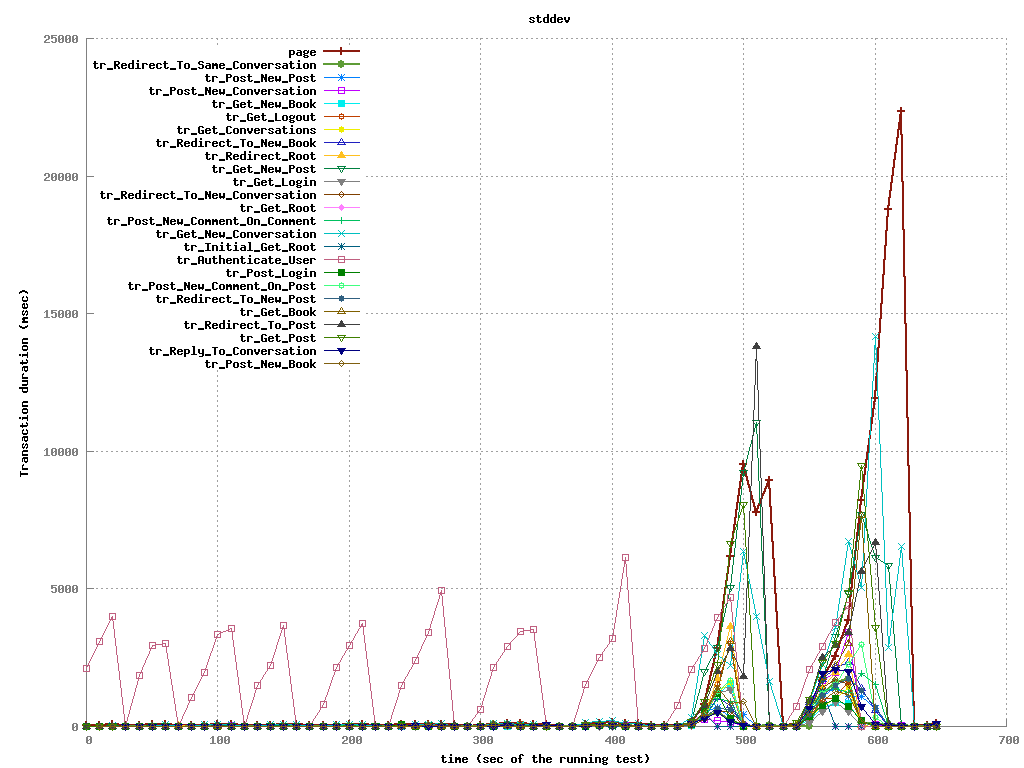 stddev
25000
20000
15000
10000
5000
0
Transaction duration (msec)
page
tr_Redirect_To_Same_Conversation
tr_Post_New_Post
tr_Post_New_Conversation
tr_Get_New_Book
tr_Get_Logout
tr_Get_Conversations
tr_Redirect_To_New_Book
tr_Redirect_Root
tr_Get_New_Post
tr_Get_Login
tr_Redirect_To_New_Conversation
tr_Get_Root
tr_Post_New_Comment_On_Comment
tr_Get_New_Conversation
tr_Initial_Get_Root
tr_Authenticate_User
tr_Post_Login
tr_Post_New_Comment_On_Post
tr_Redirect_To_New_Post
tr_Get_Book
tr_Redirect_To_Post
tr_Get_Post
tr_Reply_To_Conversation
tr_Post_New_Book
0 100 200 300 400 500 600 700
time (sec of the running test)